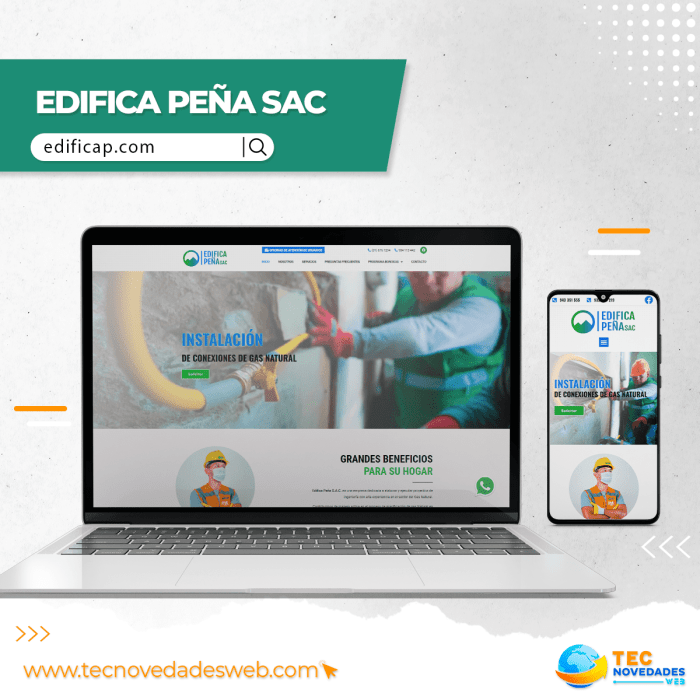 EDIFICA PEÑA SAC
edificap.com
EDIFICA
PEÑA SAC
INICIO NOSOTROS SERVICIOS PREGUNTAS FRECUENTES CONTACTO
INSTALACIÓN
DE CONEXIONES DE GAS NATURAL
Solicitar
GRANDES BENEFICIOS
PARA SU HOGAR
EDIFICA
PEÑA SAC
INSTALACIÓN
DE CONEXIONES DE GAS NATURAL
Solicitar
www.tecnovedadesweb.com
TEC
NOVEDADES
WEB